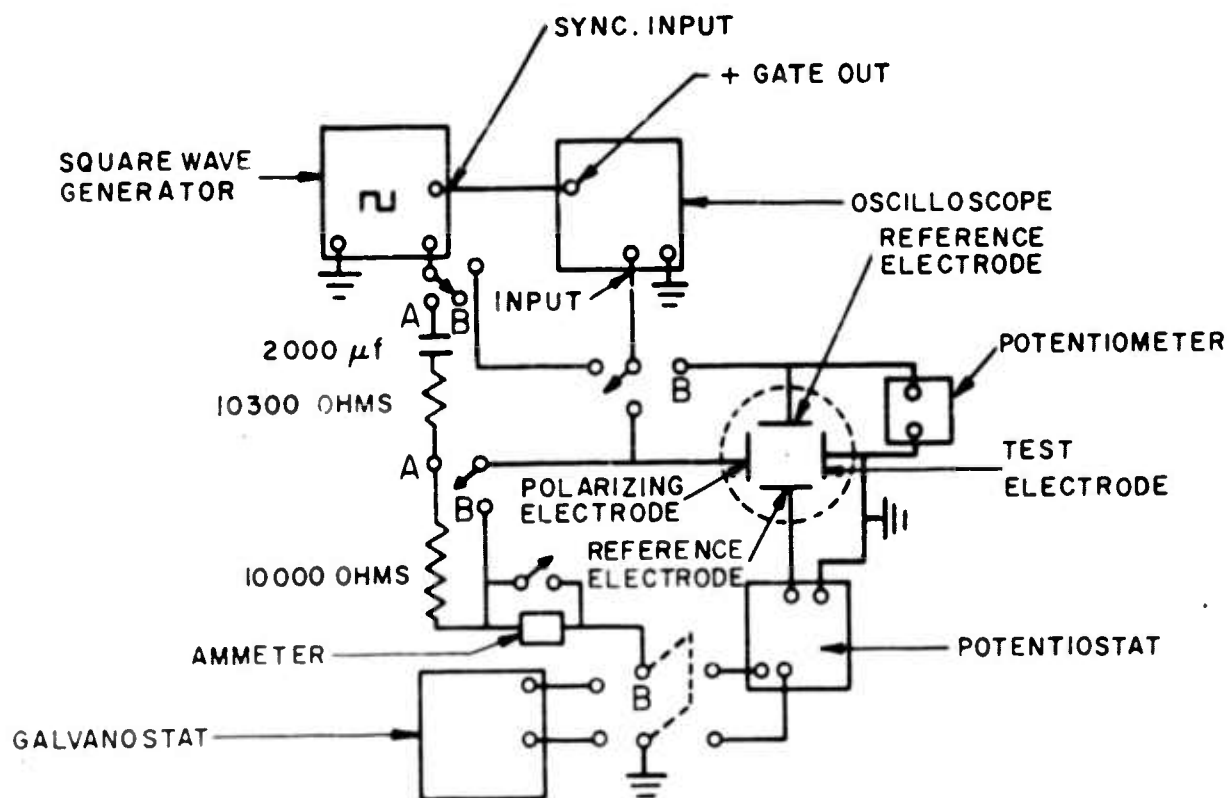 SYNC. INPUT
+ GATE OUT
SQUARE WAVE
GENERATOR
OSCILLOSCOPE
REFERENCE
ELECTRODE
INPUT
A
B
2000 μf
POTENTIOMETER
B
10300 OHMS
A
B
POLARIZING
ELECTRODE
TEST
ELECTRODE
REFERENCE
ELECTRODE
10000 OHMS
AMMETER
POTENTIOSTAT
B
GALVANOSTAT